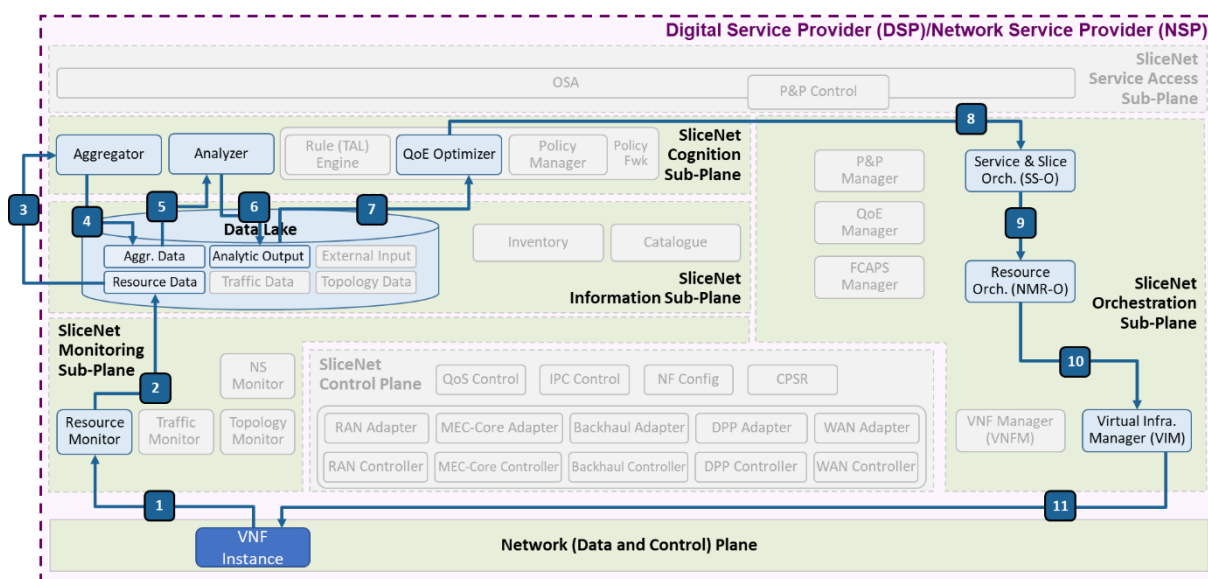 Digital Service Provider (DSP)/Network Service Provider (NSP)
SliceNet
Service Access
Sub-Plane
OSA
P&P Control
8
Aggregator
Analyzer
Rule (TAL)
Engine
QoE Optimizer
Policy
Manager
Policy
Fwk
SliceNet
Cognition
Sub-Plane
P&P
Manager
Service & Slice
Orch. (SS-O)
3
4
5
6
7
9
Data Lake
Aggr. Data
Analytic Output
External Input
Resource Data
Traffic Data
Topology Data
Inventory
Catalogue
SliceNet
Information Sub-Plane
QoE
Manager
FCAPS
Manager
Resource
Orch. (NMR-O)
SliceNet
Orchestration
Sub-Plane
SliceNet
Monitoring
Sub-Plane
2
NS
Monitor
Resource
Monitor
Traffic
Monitor
Topology
Monitor
SliceNet
Control Plane
QoS Control
IPC Control
NF Config
CPSR
RAN Adapter
MEC-Core Adapter
Backhaul Adapter
DPP Adapter
WAN Adapter
RAN Controller
MEC-Core Controller
Backhaul Controller
DPP Controller
WAN Controller
10
VNF Manager
(VNFM)
Virtual Infra.
Manager (VIM)
1
11
VNF
Instance
Network (Data and Control) Plane